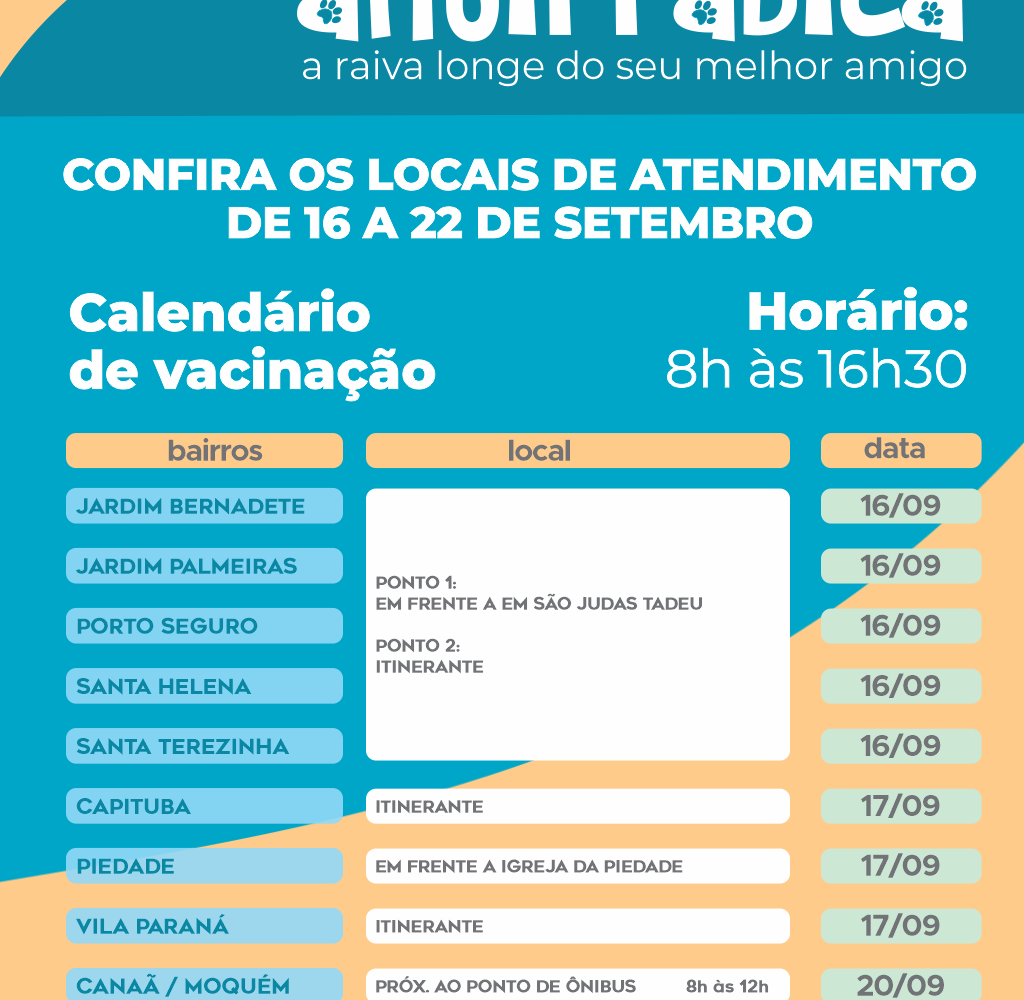 a raiva longe do seu melhor amigo
CONFIRA OS LOCAIS DE ATENDIMENTO
DE 16 A 22 DE SETEMBRO
Calendário
de vacinação
Horário:
8h às 16h30
bairros local data
JARDIM BERNADETE 16/09
JARDIM PALMEIRAS 16/09
PONTO 1:
EM FRENTE A EM SÃO JUDAS TADEU
PORTO SEGURO 16/09
PONTO 2:
ITINERANTE
SANTA HELENA 16/09
SANTA TEREZINHA 16/09
CAPITUBA ITINERANTE 17/09
PIEDADE EM FRENTE A IGREJA DA PIEDADE 17/09
VILA PARANÁ ITINERANTE 17/09
CANAÃ / MOQUÉM PRÓX. AO PONTO DE ÔNIBUS 8h às 12h 20/09